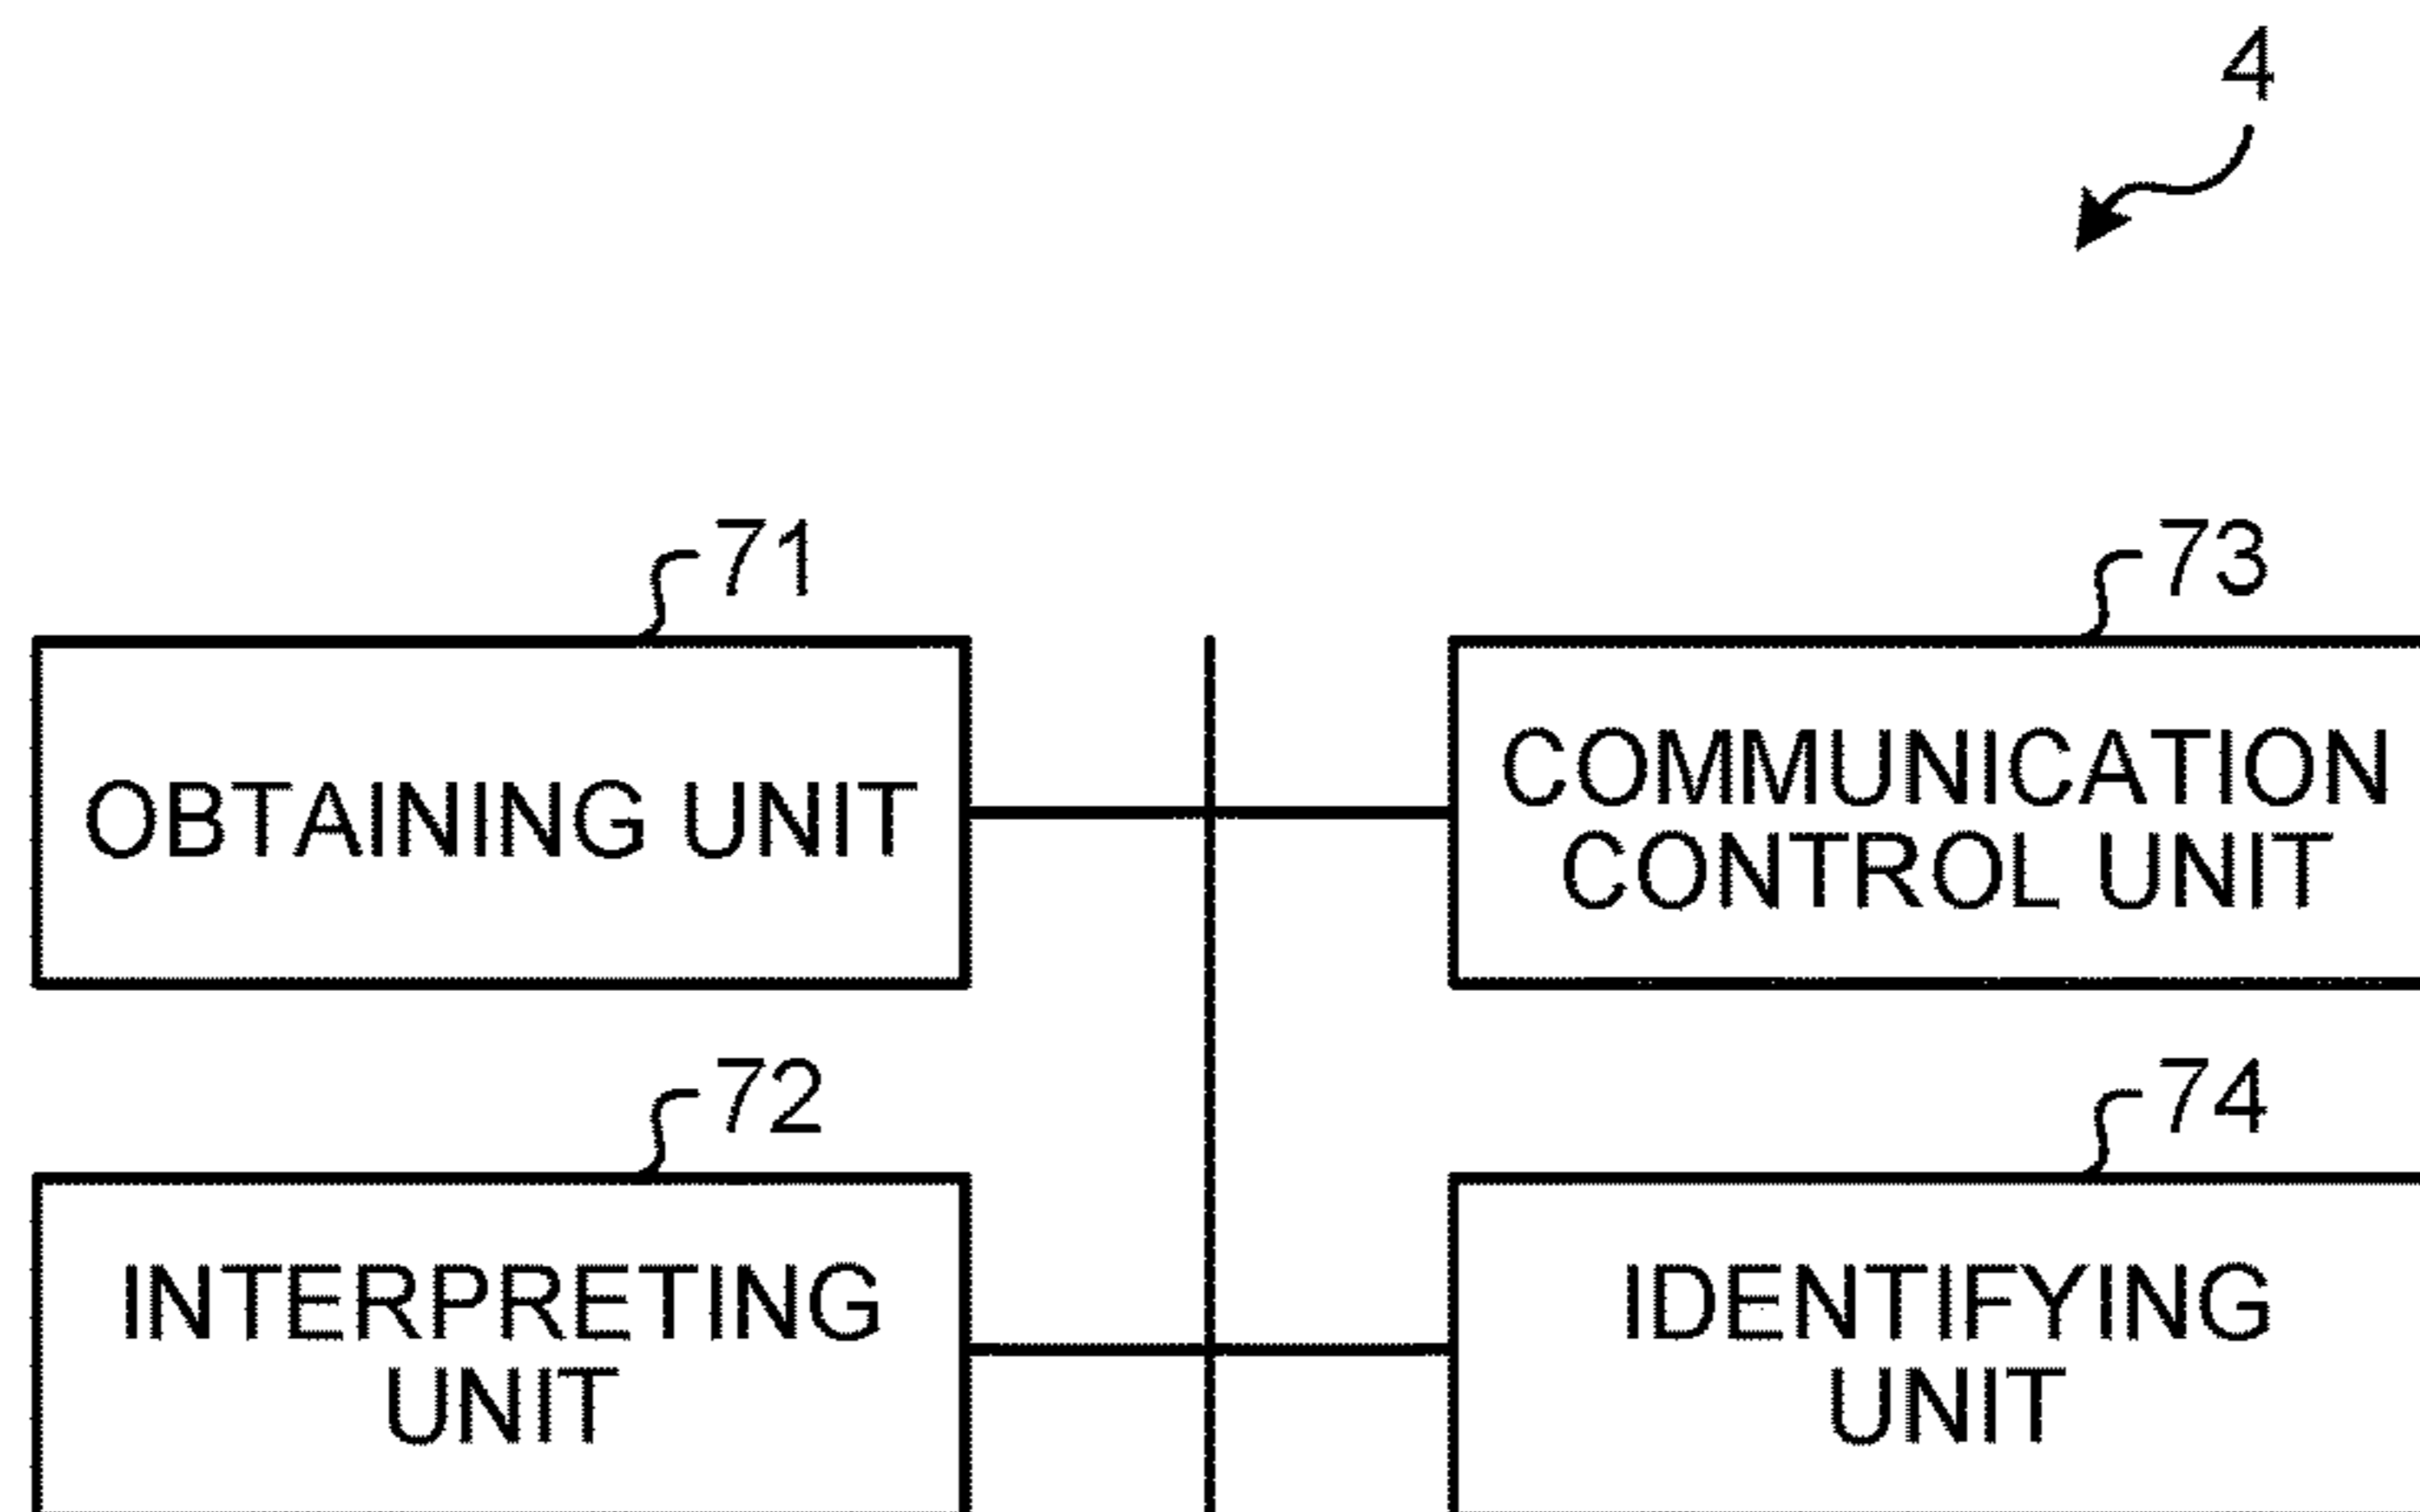 4
71
OBTAINING UNIT
73
COMMUNICATION
CONTROL UNIT
72
INTERPRETING
UNIT
74
IDENTIFYING
UNIT